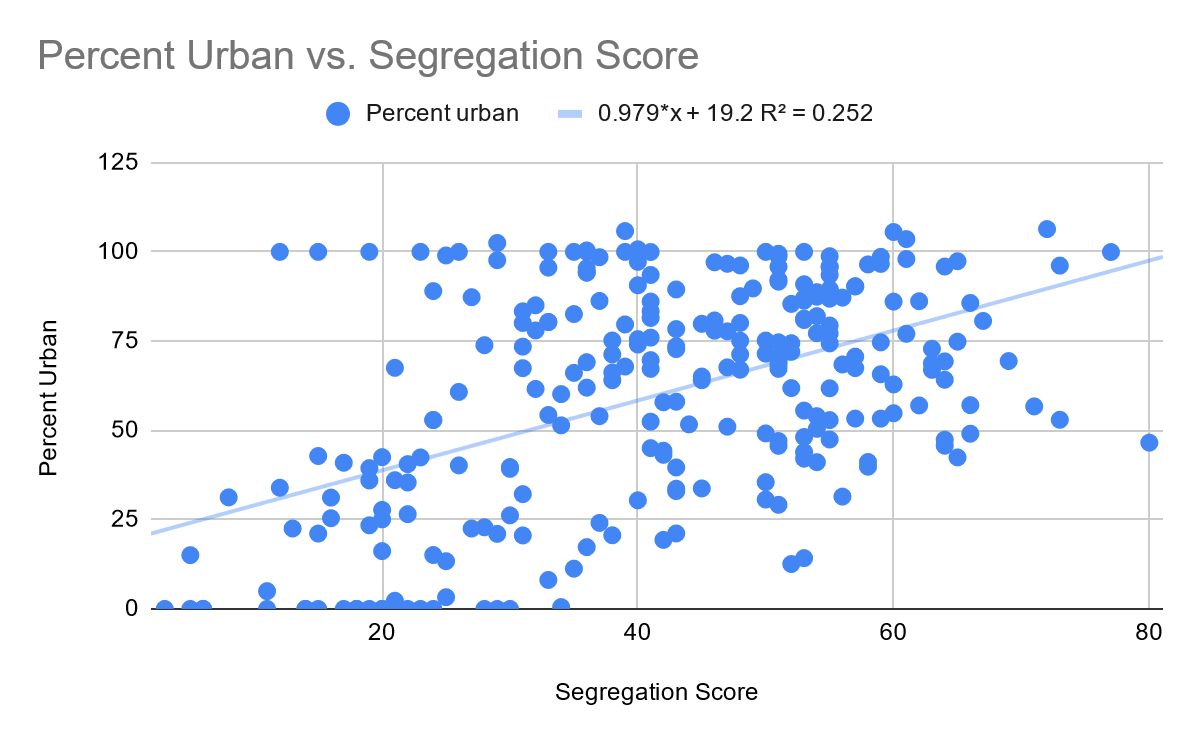 Percent Urban vs. Segregation Score
Percent urban 0.979*x + 19.2 R² = 0.252
125
100
75
50
25
0
Percent Urban
20 40 60 80
Segregation Score